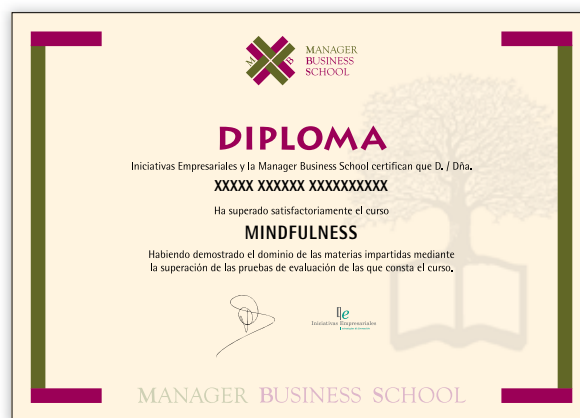 MANAGER
BUSINESS
SCHOOL
M B
DIPLOMA
Iniciativas Empresariales y la Manager Business School certifican que D. / Dña.
XXXXX XXXXXX XXXXXXXXXX
Ha superado satisfactoriamente el curso
MINDFULNESS
Habiendo demostrado el dominio de las materias impartidas mediante
la superación de las pruebas de evaluación de las que consta el curso.
Ie
Iniciativas Empresariales
MANAGER BUSINESS SCHOOL